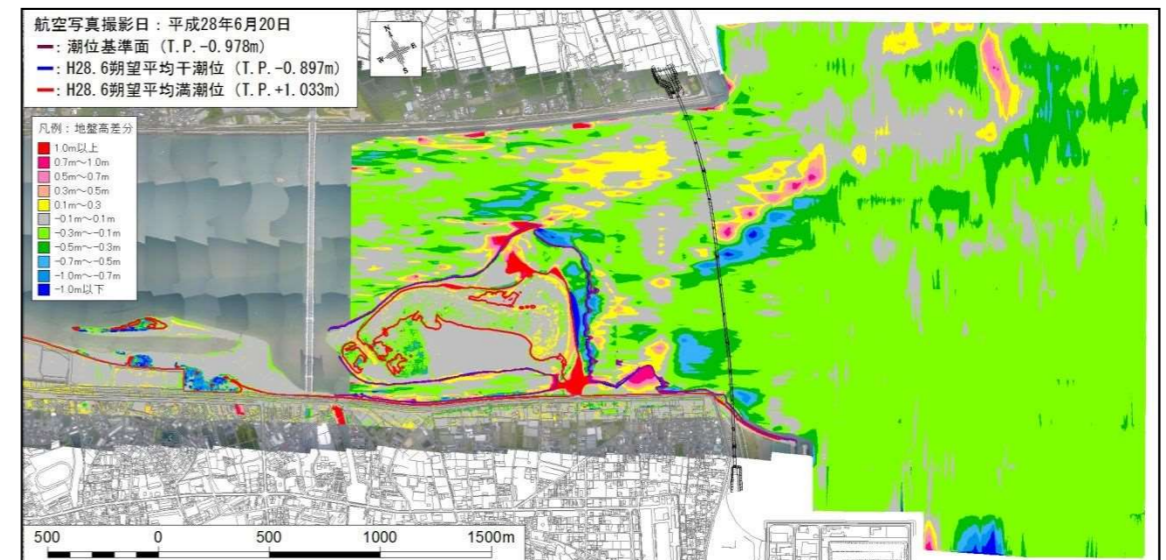 航空写真撮影日：平成28年6月20日
━：潮位基準面 (T.P.-0.978m)
━：H28.6朔望平均干潮位 (T.P.-0.897m)
━：H28.6朔望平均満潮位 (T.P.+1.033m)
N
W
E
S
凡例：地盤高差分
1.0m以上
0.7m～1.0m
0.5m～0.7m
0.3m～0.5m
0.1m～0.3
-0.1m～0.1m
-0.3m～-0.1m
-0.5m～-0.3m
-0.7m～-0.5m
-1.0m～-0.7m
-1.0m以下
500 0 500 1000 1500m